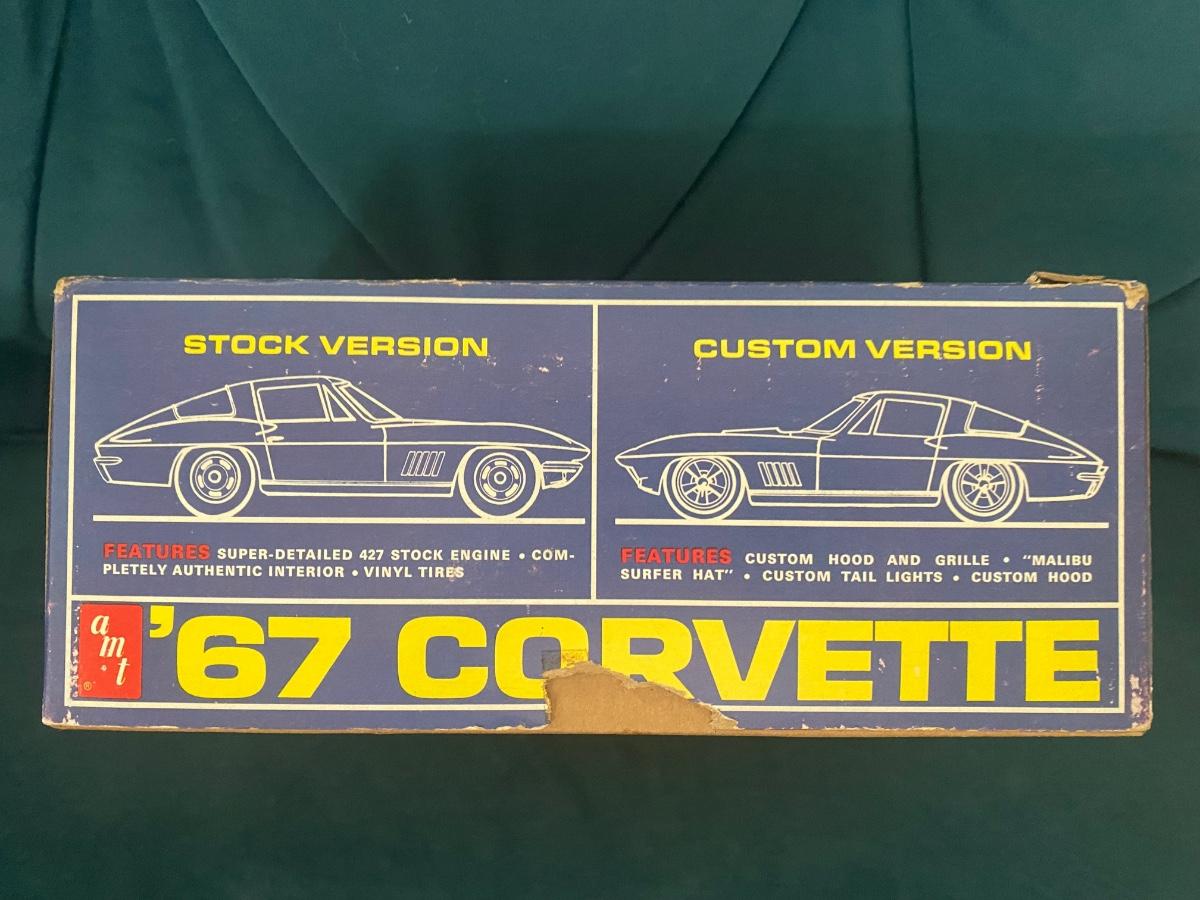 STOCK VERSION
FEATURES SUPER-DETAILED 427 STOCK ENGINE • COM-
PLETELY AUTHENTIC INTERIOR • VINYL TIRES
CUSTOM VERSION
FEATURES CUSTOM HOOD AND GRILLE • "MALIBU
SURFER HAT" • CUSTOM TAIL LIGHTS • CUSTOM HOOD
amt ®
'67 CORVETTE